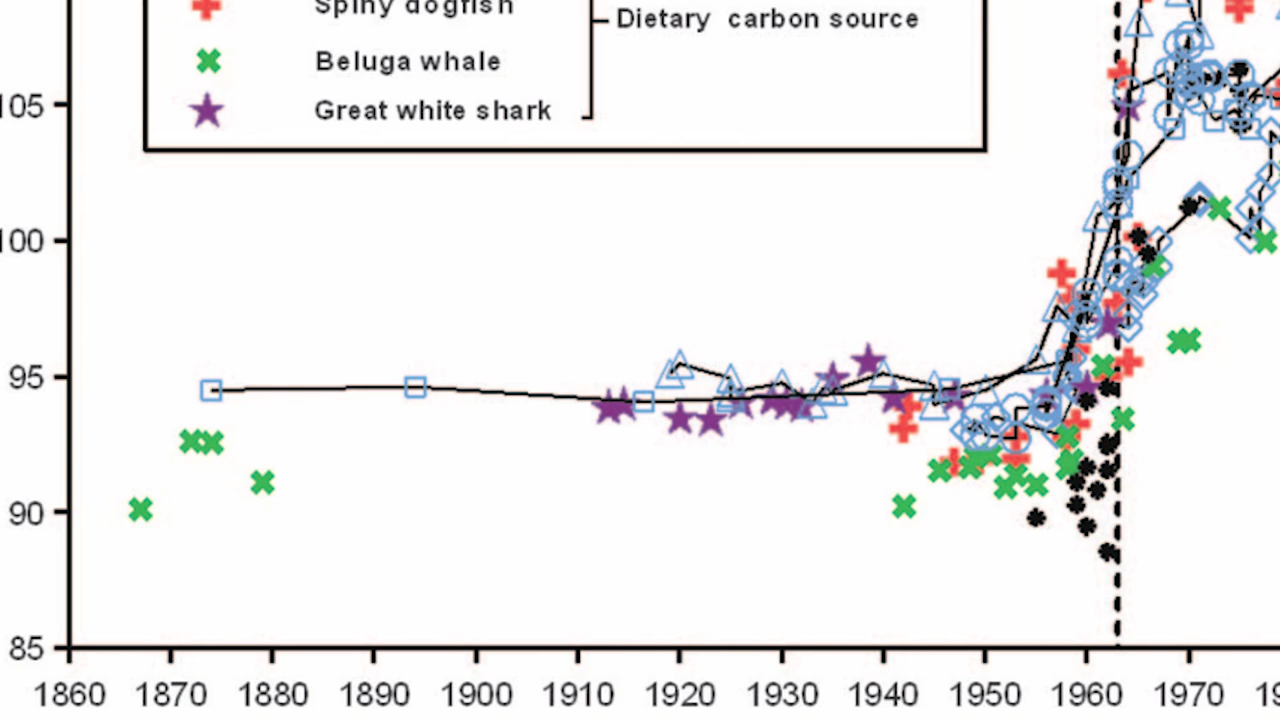 Spiny dogfish
Dietary carbon source
Beluga whale
Great white shark
105
100
95
90
85
1860 1870 1880 1890 1900 1910 1920 1930 1940 1950 1960 1970